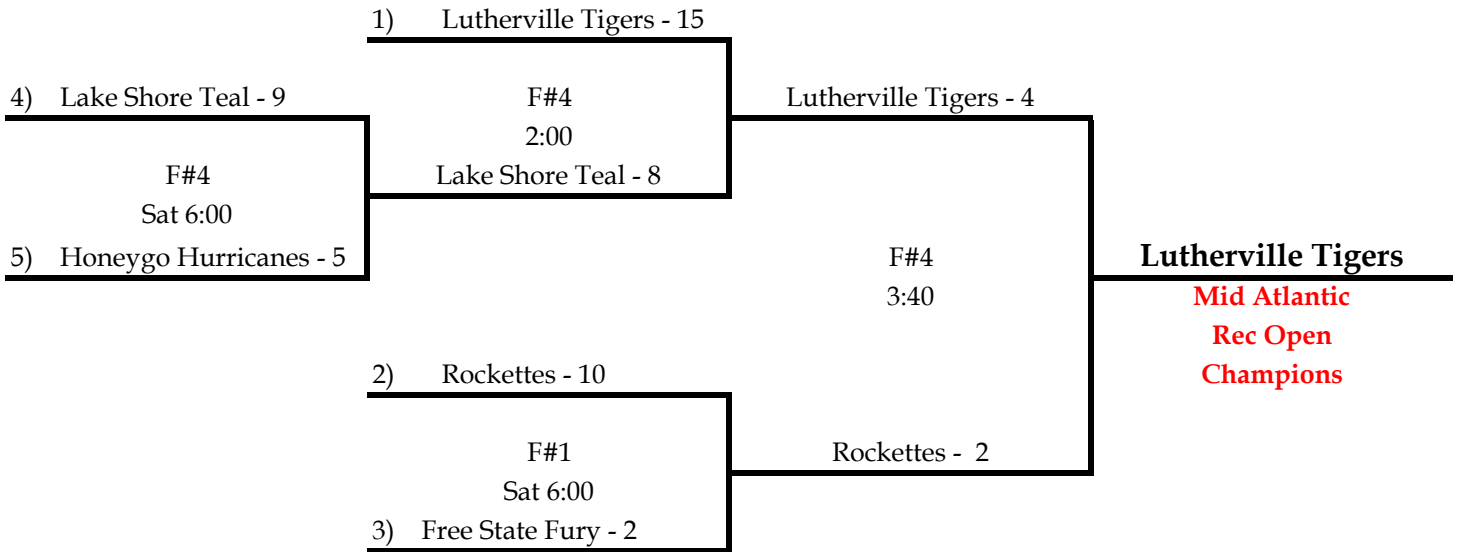 1) Lutherville Tigers - 15
4) Lake Shore Teal - 9
F#4
Lutherville Tigers - 4
2:00
F#4
Lake Shore Teal - 8
Sat 6:00
5) Honeygo Hurricanes - 5
F#4
Lutherville Tigers
3:40
Mid Atlantic
Rec Open
2) Rockettes - 10
Champions
F#1
Rockettes - 2
Sat 6:00
3) Free State Fury - 2